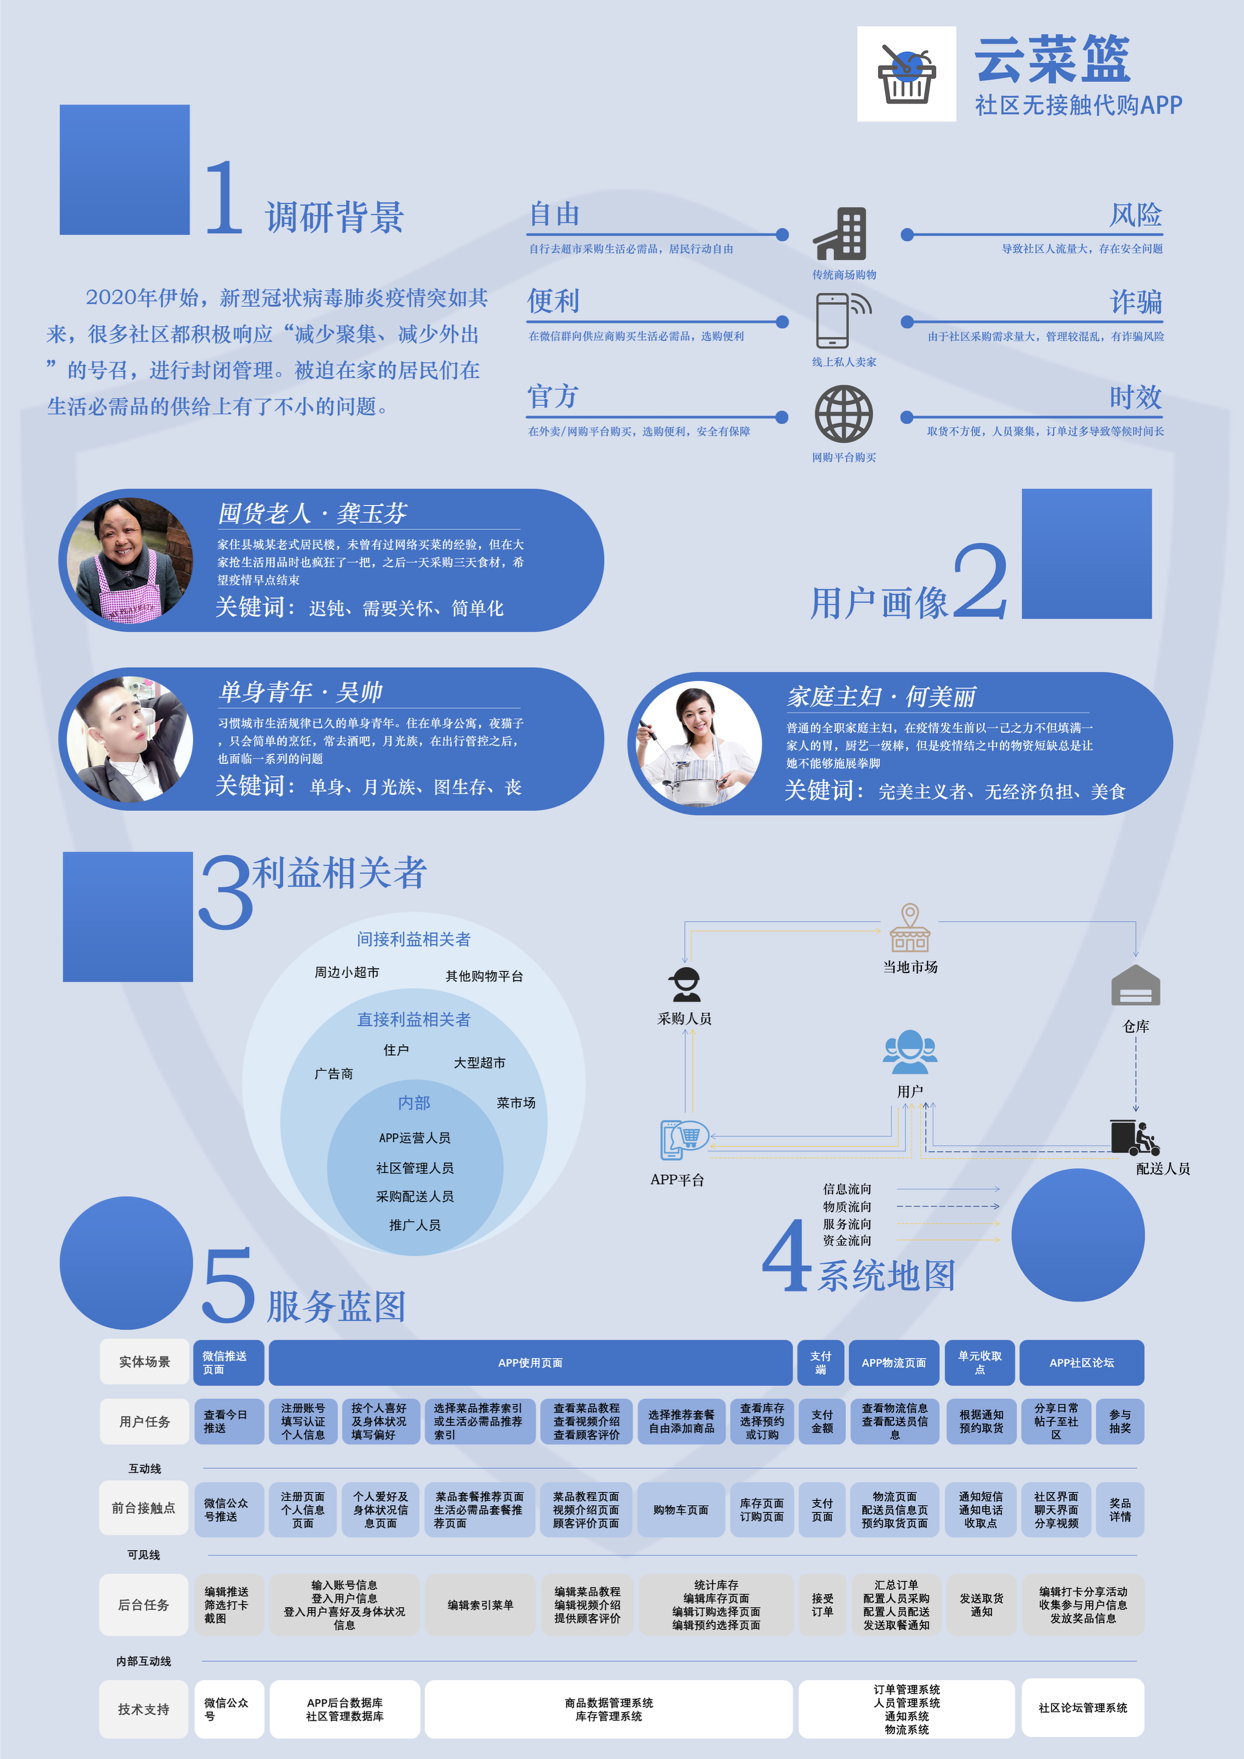 云菜篮
社区无接触代购APP
1 调研背景
2020年伊始，新型冠状病毒肺炎疫情突如其
来，很多社区都积极响应“减少聚集、减少外出
”的号召，进行封闭管理。被迫在家的居民们在
生活必需品的供给上有了不小的问题。
自由
自行去超市采购生活必需品，居民行动自由
传统商场购物
风险
导致社区人流量大，存在安全问题
便利
在微信群向供应商购买生活必需品，选购便利
线上私人卖家
诈骗
由于社区采购需求量大，管理较混乱，有诈骗风险
官方
在外卖/网购平台购买，选购便利，安全有保障
网购平台购买
时效
取货不方便，人员聚集，订单过多导致等候时间长
用户画像2
囤货老人·龚玉芬
家住县城某老式居民楼，未曾有过网络买菜的经验，但在大
家抢生活用品时也疯狂了一把，之后一天采购三天食材，希
望疫情早点结束
关键词：迟钝、需要关怀、简单化
单身青年·吴帅
习惯城市生活规律已久的单身青年。住在单身公寓，夜猫子
，只会简单的烹饪，常去酒吧，月光族，在出行管控之后，
也面临一系列的问题
关键词：单身、月光族、图生存、丧
家庭主妇·何美丽
普通的全职家庭主妇，在疫情发生前以一己之力不但填满一
家人的胃，厨艺一级棒，但是疫情结之中的物资短缺总是让
她不能够施展拳脚
关键词：完美主义者、无经济负担、美食
3利益相关者
间接利益相关者
周边小超市
其他购物平台
直接利益相关者
住户
大型超市
广告商
菜市场
内部
APP运营人员
社区管理人员
采购配送人员
推广人员
当地市场
采购人员
仓库
用户
APP平台
配送人员
信息流向
物质流向
服务流向
资金流向
4系统地图
5 服务蓝图
实体场景
微信推送
页面
APP使用页面
支付
端
APP物流页面
单元收取
点
APP社区论坛
用户任务
查看今日
推送
注册账号
填写认证
个人信息
按个人喜好
及身体状况
填写偏好
选择菜品推荐索引
或生活必需品推荐
索引
查看菜品教程
查看视频介绍
查看顾客评价
选择推荐套餐
自由添加商品
查看库存
选择预约
或订购
支付
金额
查看物流信息
查看配送员信
息
根据通知
预约取货
分享日常
帖子至社
区
参与
抽奖
互动线
前台接触点
微信公众
号推送
注册页面
个人信息
页面
个人爱好及
身体状况信
息页面
菜品套餐推荐页面
生活必需品套餐推
荐页面
菜品教程页面
视频介绍页面
顾客评价页面
购物车页面
库存页面
订购页面
支付
页面
物流页面
配送员信息页
预约取货页面
通知短信
通知电话
收取点
社区界面
聊天界面
分享视频
奖品
详情
可见线
后台任务
编辑推送
筛选打卡
截图
输入账号信息
登入用户信息
登入用户喜好及身体状况
信息
编辑索引菜单
编辑菜品教程
编辑视频介绍
提供顾客评价
统计库存
编辑库存页面
编辑订购选择页面
编辑预约选择页面
接受
订单
汇总订单
配置人员采购
配置人员配送
发送取餐通知
发送取货
通知
编辑打卡分享活动
收集参与用户信息
发放奖品信息
内部互动线
技术支持
微信公众
号
APP后台数据库
社区管理数据库
商品数据管理系统
库存管理系统
订单管理系统
人员管理系统
通知系统
物流系统
社区论坛管理系统